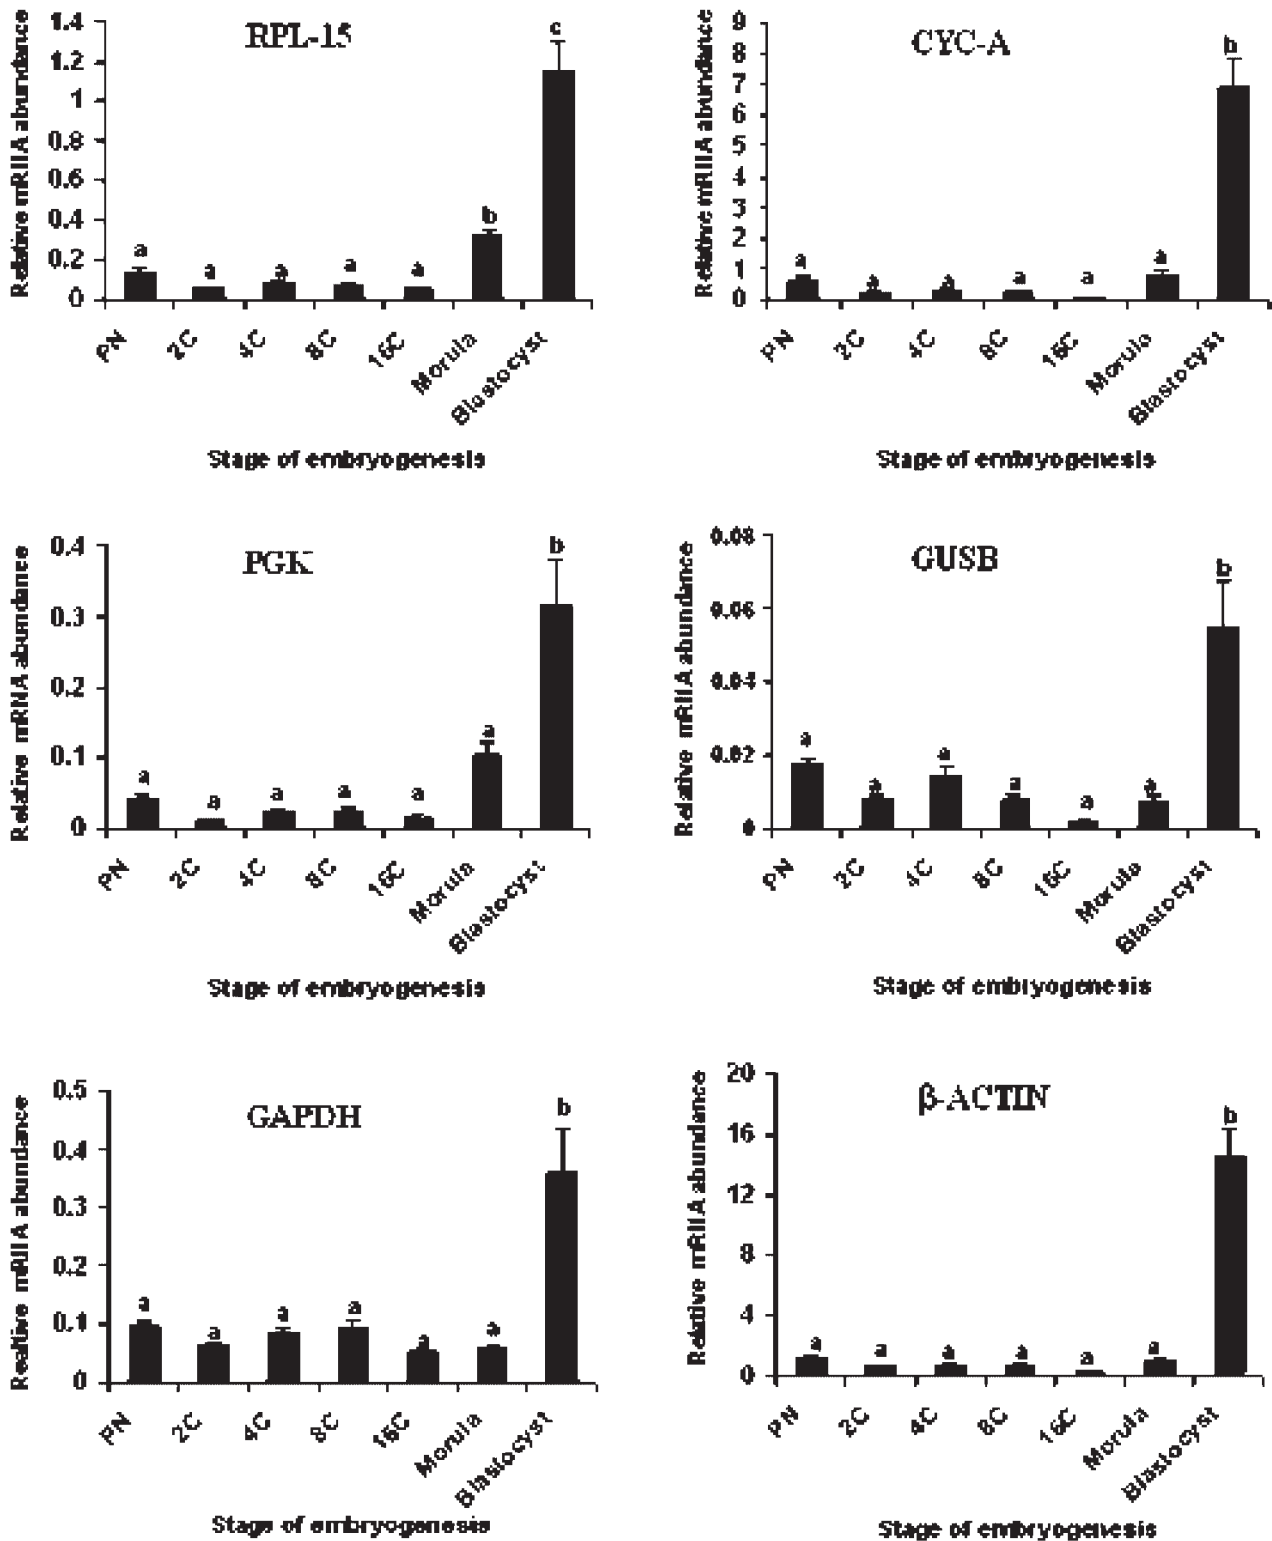 RPL-15
Relative mRNA abundance
1.4
1.2
1
0.8
0.6
0.4
0.2
0
a a a a a b c
PN 2C 4C 8C 16C Morula Blastocyst
Stage of embryogenesis
CYC-A
Relative mRNA abundance
9
8
7
6
5
4
3
2
1
0
a a a a a a b
PN 2C 4C 8C 16C Morula Blastocyst
Stage of embryogenesis
PGK
Relative mRNA abundance
0.4
0.3
0.2
0.1
0
a a a a a a b
PN 2C 4C 8C 16C Morula Blastocyst
Stage of embryogenesis
GUSB
Relative mRNA abundance
0.08
0.06
0.04
0.02
0
a a a a a a b
PN 2C 4C 8C 16C Morula Blastocyst
Stage of embryogenesis
GAPDH
Realtive mRNA abundance
0.5
0.4
0.3
0.2
0.1
0
a a a a a a b
PN 2C 4C 8C 16C Morula Blastocyst
Stage of embryogenesis
β-ACTIN
Relative mRNA abundance
20
16
12
8
4
0
a a a a a a b
PN 2C 4C 8C 16C Morula Blastocyst
Stage of embryogenesis